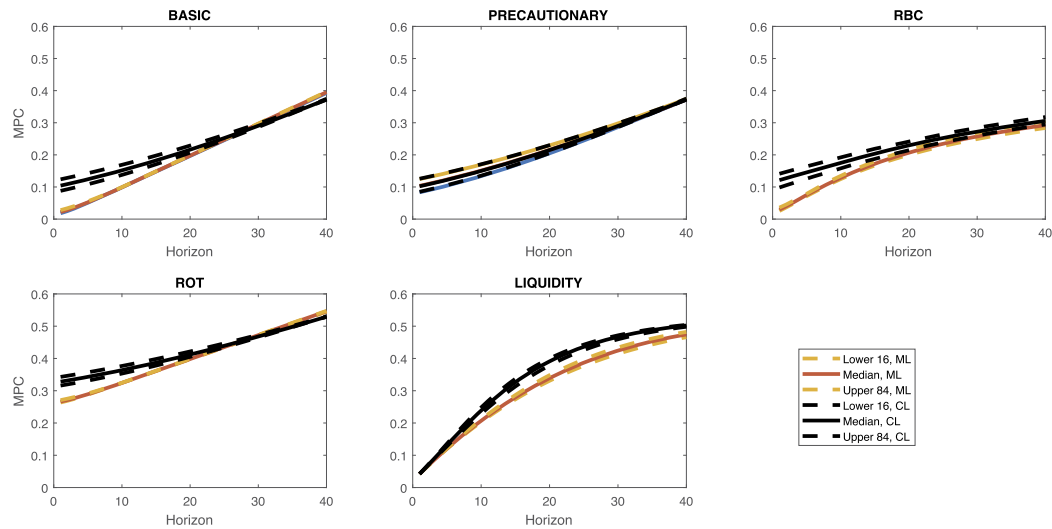 BASIC
0.6
0.5
0.4
0.3
0.2
0.1
0
MPC
0 10 20 30 40
Horizon
PRECAUTIONARY
0.6
0.5
0.4
0.3
0.2
0.1
0
0 10 20 30 40
Horizon
RBC
0.6
0.5
0.4
0.3
0.2
0.1
0
0 10 20 30 40
Horizon
ROT
0.6
0.5
0.4
0.3
0.2
0.1
0
MPC
0 10 20 30 40
Horizon
LIQUIDITY
0.6
0.5
0.4
0.3
0.2
0.1
0
0 10 20 30 40
Horizon
Lower 16, ML
Median, ML
Upper 84, ML
Lower 16, CL
Median, CL
Upper 84, CL